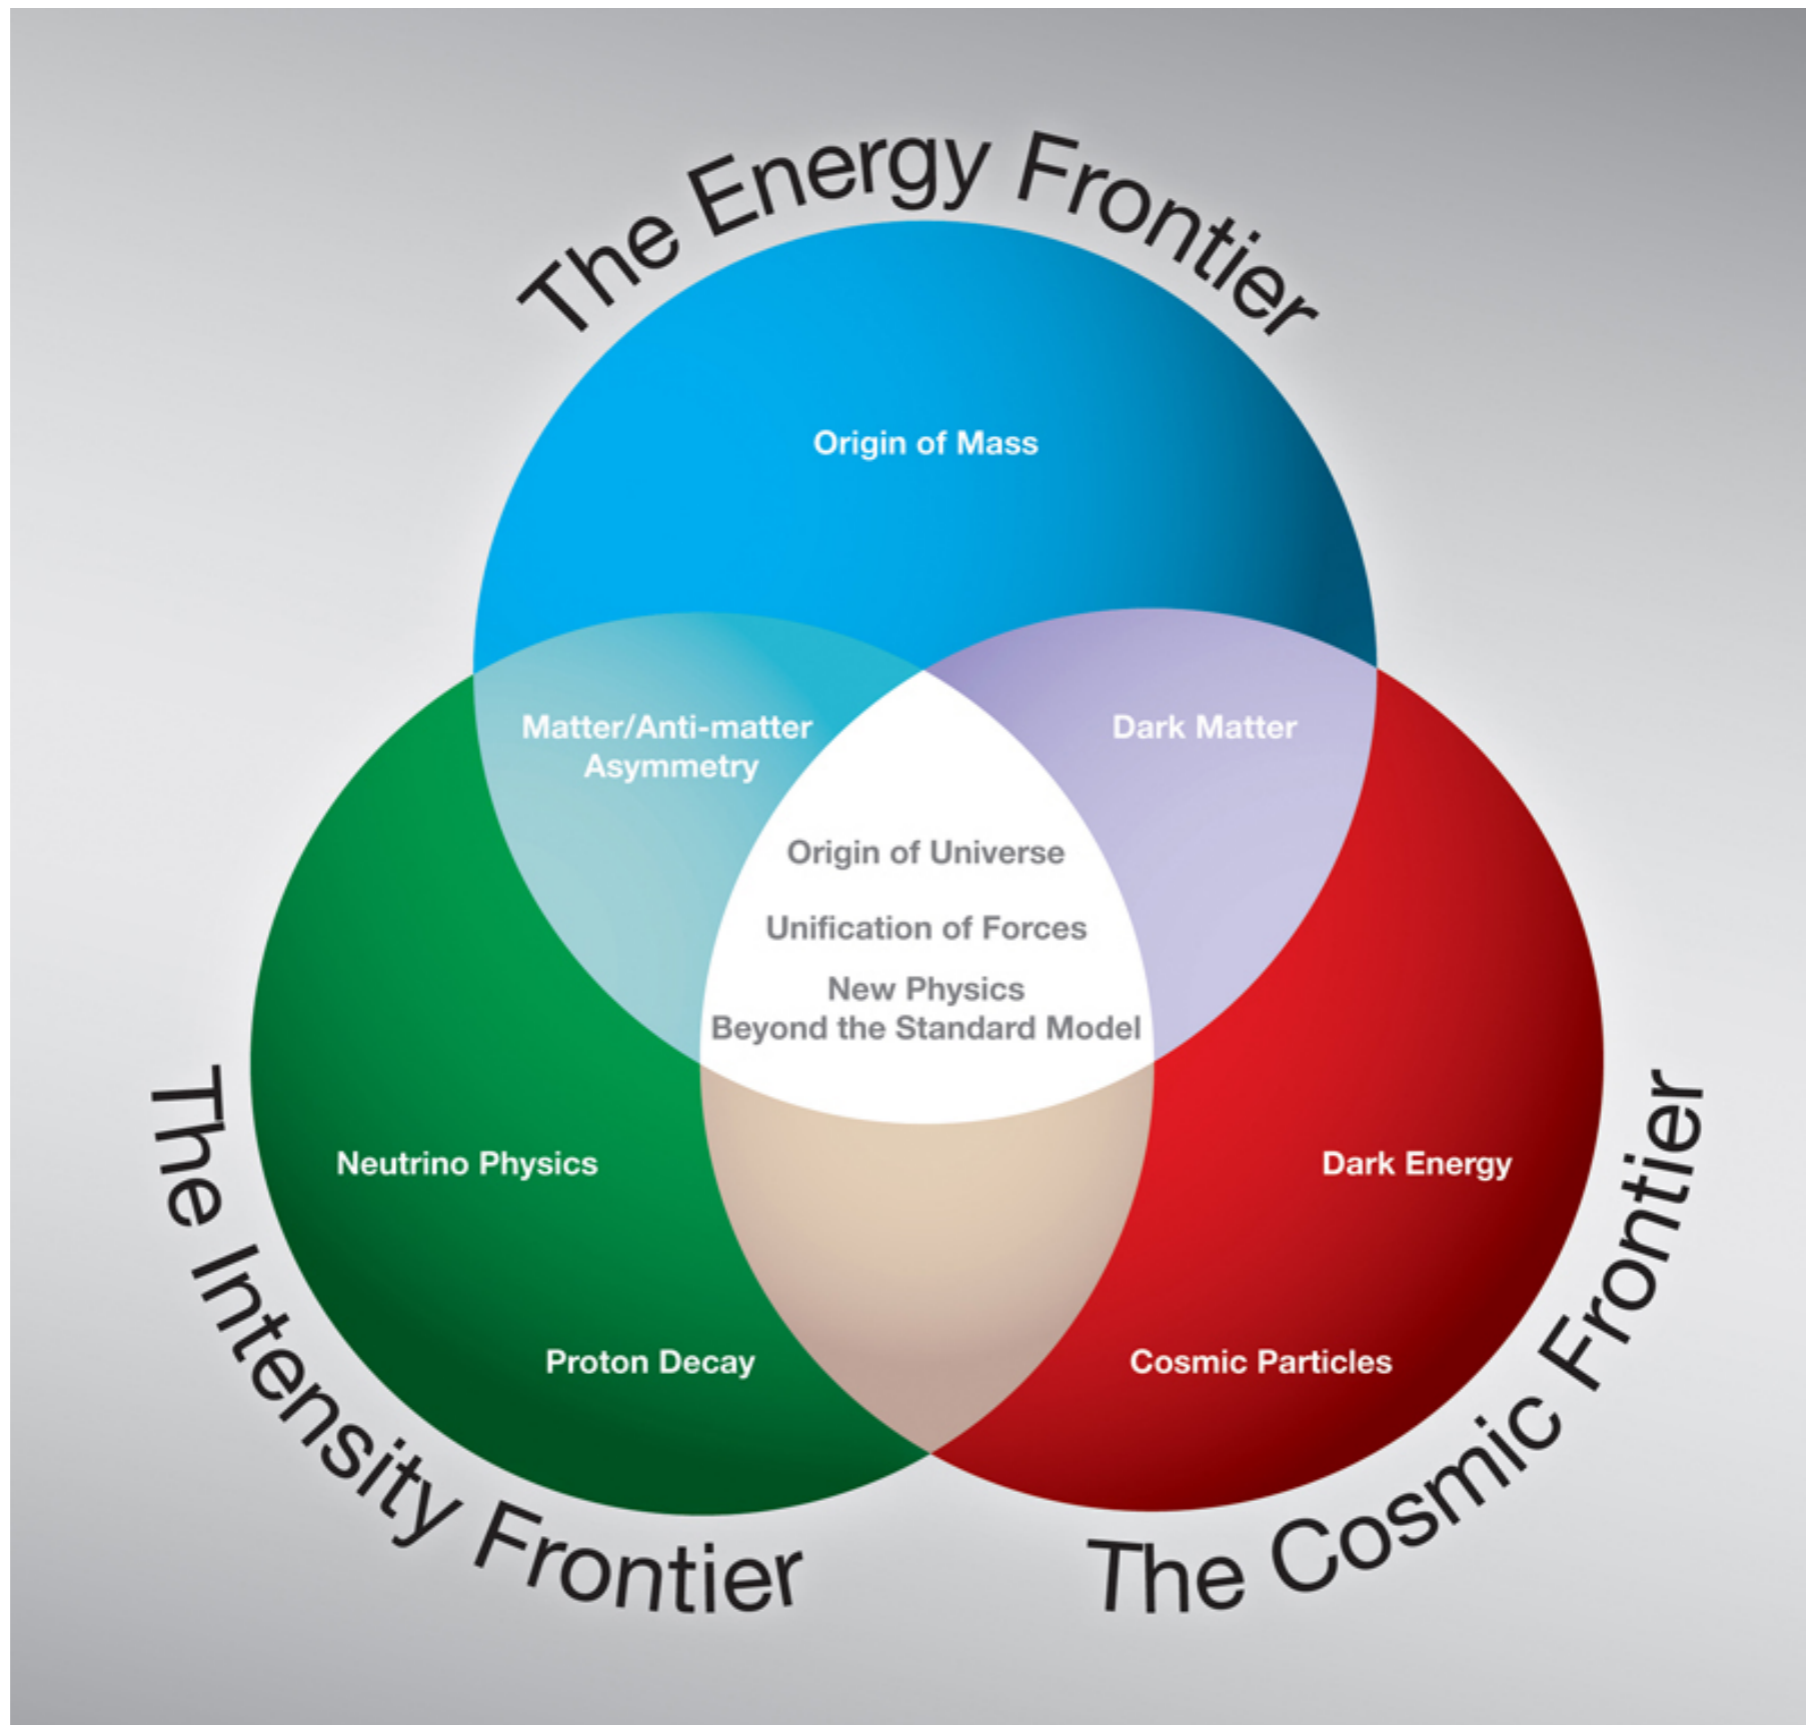 The Energy Frontier
Origin of Mass
Matter/Anti-matter
Asymmetry
Dark Matter
Origin of Universe
Unification of Forces
New Physics
Beyond the Standard Model
Neutrino Physics
Dark Energy
Proton Decay
Cosmic Particles
The Intensity Frontier
The Cosmic Frontier